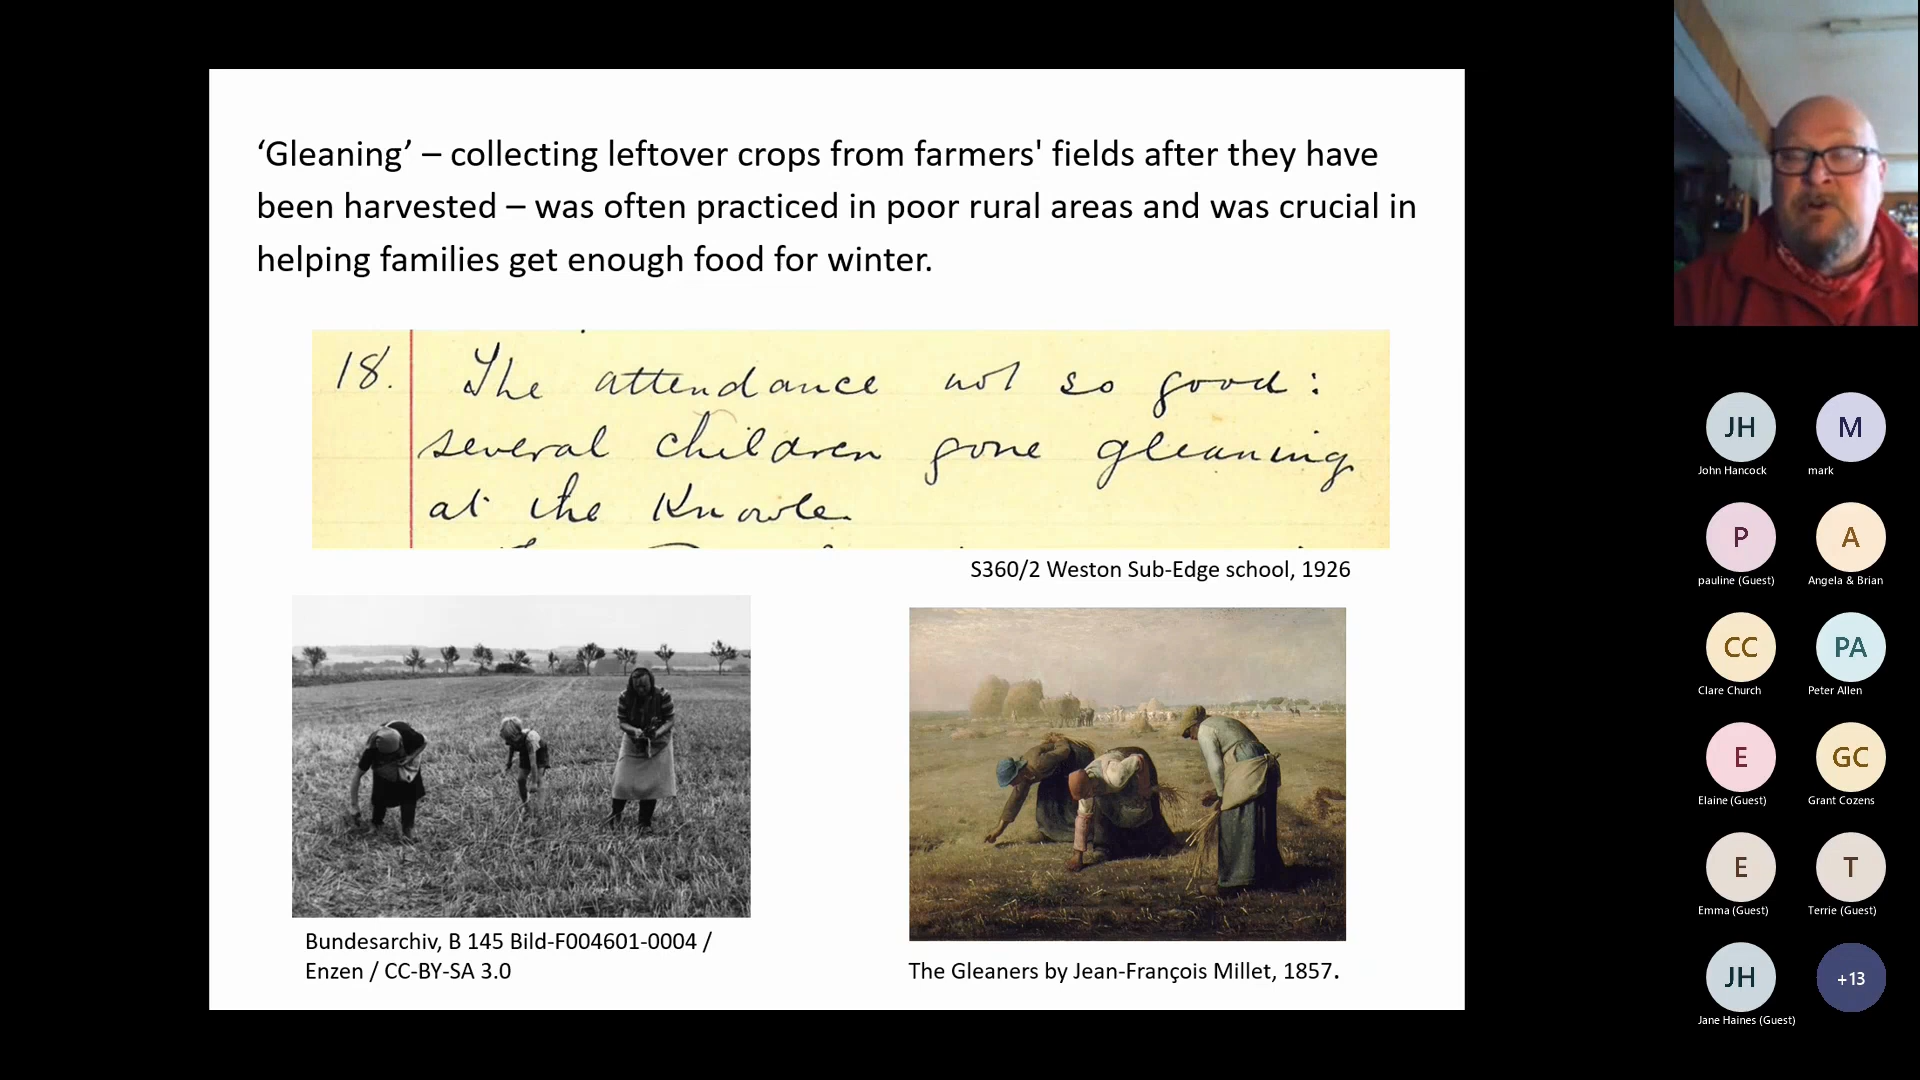 ‘Gleaning’ – collecting leftover crops from farmers' fields after they have
been harvested – was often practiced in poor rural areas and was crucial in
helping families get enough food for winter.
18. The attendance not so good:
several children gone gleaning
at the Knowle
S360/2 Weston Sub-Edge school, 1926
Bundesarchiv, B 145 Bild-F004601-0004 /
Enzen / CC-BY-SA 3.0
The Gleaners by Jean-François Millet, 1857.
JH
John Hancock
M
mark
P
pauline (Guest)
A
Angela & Brian
CC
Clare Church
PA
Peter Allen
E
Elaine (Guest)
GC
Grant Cozens
E
Emma (Guest)
T
Terrie (Guest)
JH
Jane Haines (Guest)
+13